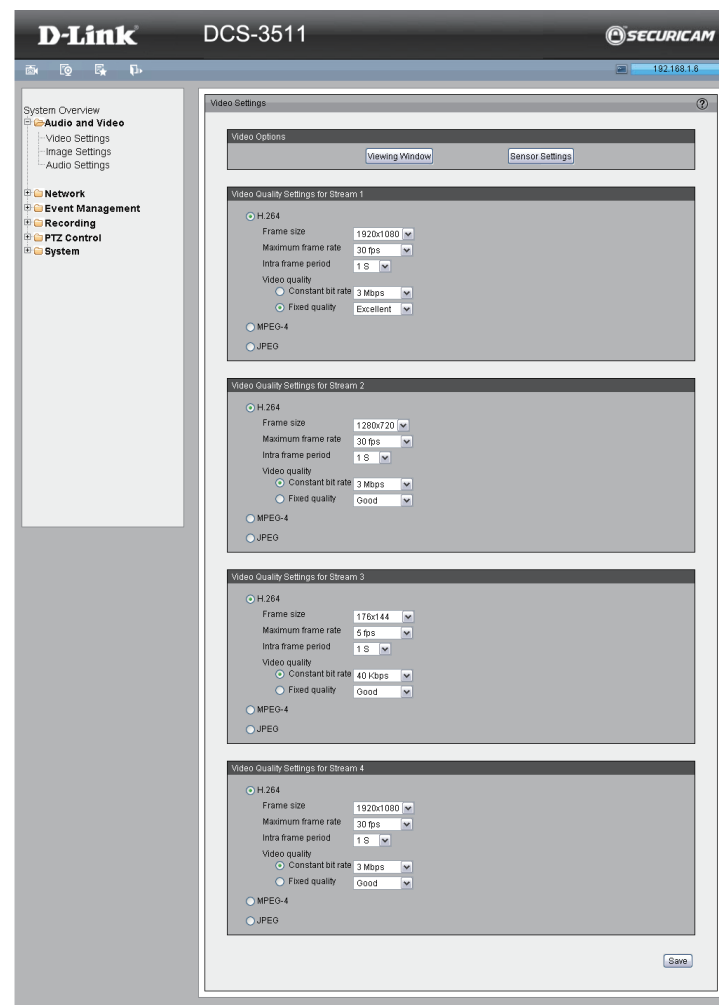 D-Link
DCS-3511
SECURICAM
192.168.1.6
System Overview
Audio and Video
Video Settings
Image Settings
Audio Settings
Network
Event Management
Recording
PTZ Control
System
Video Settings
?
Video Options
Viewing Window Sensor Settings
Video Quality Settings for Stream 1
H.264
Frame size 1920x1080
Maximum frame rate 30 fps
Intra frame period 1 S
Video quality
Constant bit rate 3 Mbps
Fixed quality Excellent
MPEG-4
JPEG
Video Quality Settings for Stream 2
H.264
Frame size 1280x720
Maximum frame rate 30 fps
Intra frame period 1 S
Video quality
Constant bit rate 3 Mbps
Fixed quality Good
MPEG-4
JPEG
Video Quality Settings for Stream 3
H.264
Frame size 176x144
Maximum frame rate 5 fps
Intra frame period 1 S
Video quality
Constant bit rate 40 Kbps
Fixed quality Good
MPEG-4
JPEG
Video Quality Settings for Stream 4
H.264
Frame size 1920x1080
Maximum frame rate 30 fps
Intra frame period 1 S
Video quality
Constant bit rate 3 Mbps
Fixed quality Good
MPEG-4
JPEG
Save